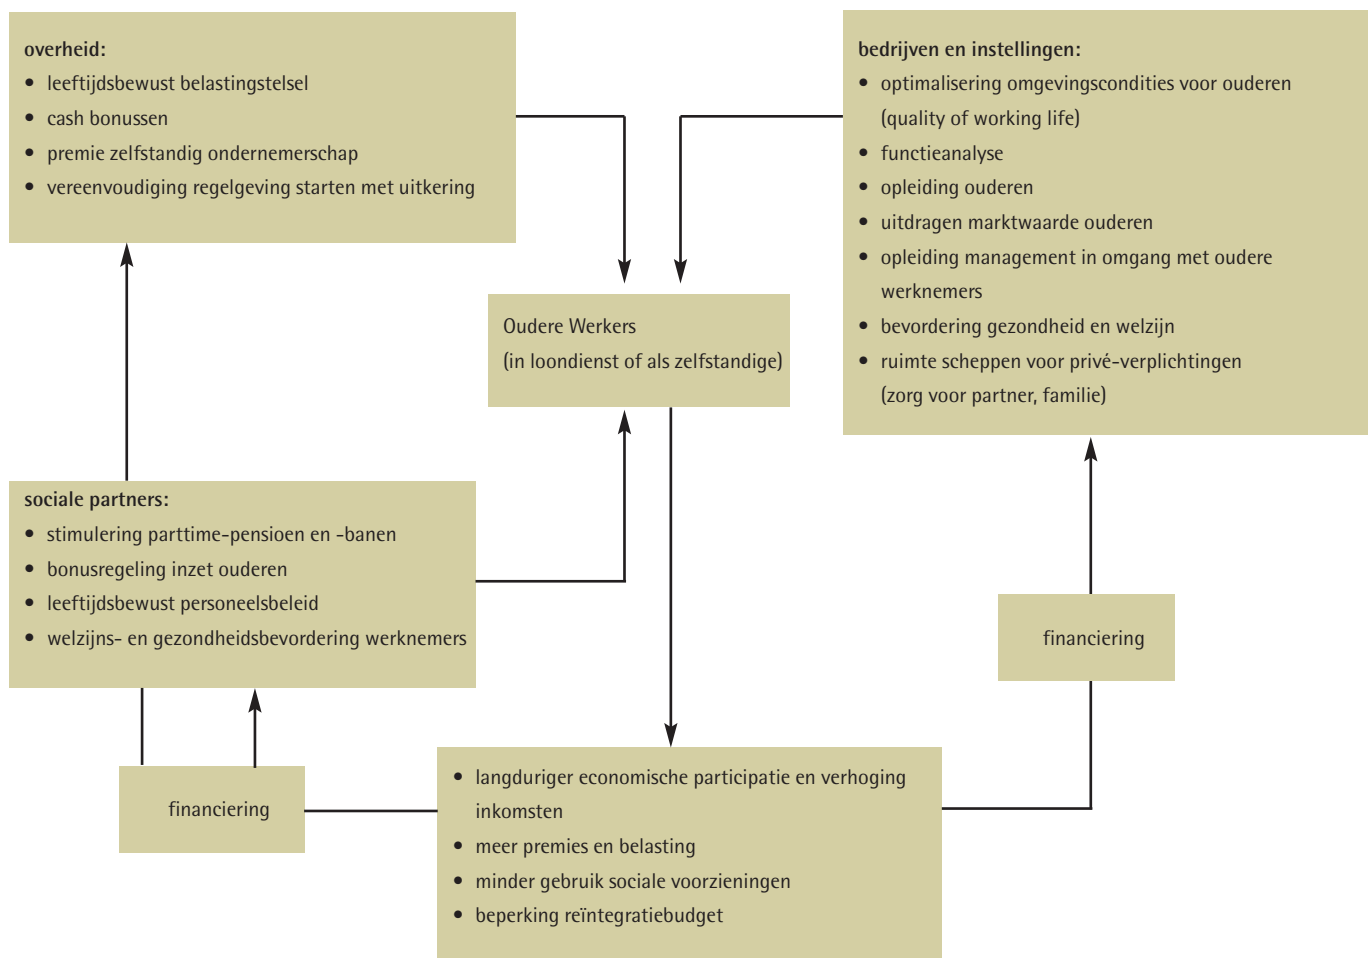 overheid:
• leeftijdsbewust belastingstelsel
• cash bonussen
• premie zelfstandig ondernemerschap
• vereenvoudiging regelgeving starten met uitkering
bedrijven en instellingen:
• optimalisering omgevingscondities voor ouderen
(quality of working life)
• functieanalyse
• opleiding ouderen
• uitdragen marktwaarde ouderen
• opleiding management in omgang met oudere
werknemers
• bevordering gezondheid en welzijn
• ruimte scheppen voor privé-verplichtingen
(zorg voor partner, familie)
Oudere Werkers
(in loondienst of als zelfstandige)
sociale partners:
• stimulering parttime-pensioen en -banen
• bonusregeling inzet ouderen
• leeftijdsbewust personeelsbeleid
• welzijns- en gezondheidsbevordering werknemers
financiering
financiering
• langduriger economische participatie en verhoging
inkomsten
• meer premies en belasting
• minder gebruik sociale voorzieningen
• beperking reïntegratiebudget